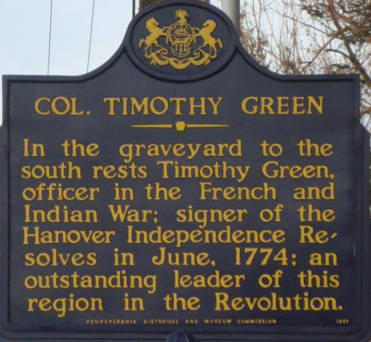 COL. TIMOTHY GREEN
In the graveyard to the
south rests Timothy Green,
officer in the French and
Indian War; signer of the
Hanover Independence Re-
solves in June, 1774; an
outstanding leader of this
region in the Revolution.
PENNSYLVANIA HISTORICAL AND MUSEUM COMMISSION